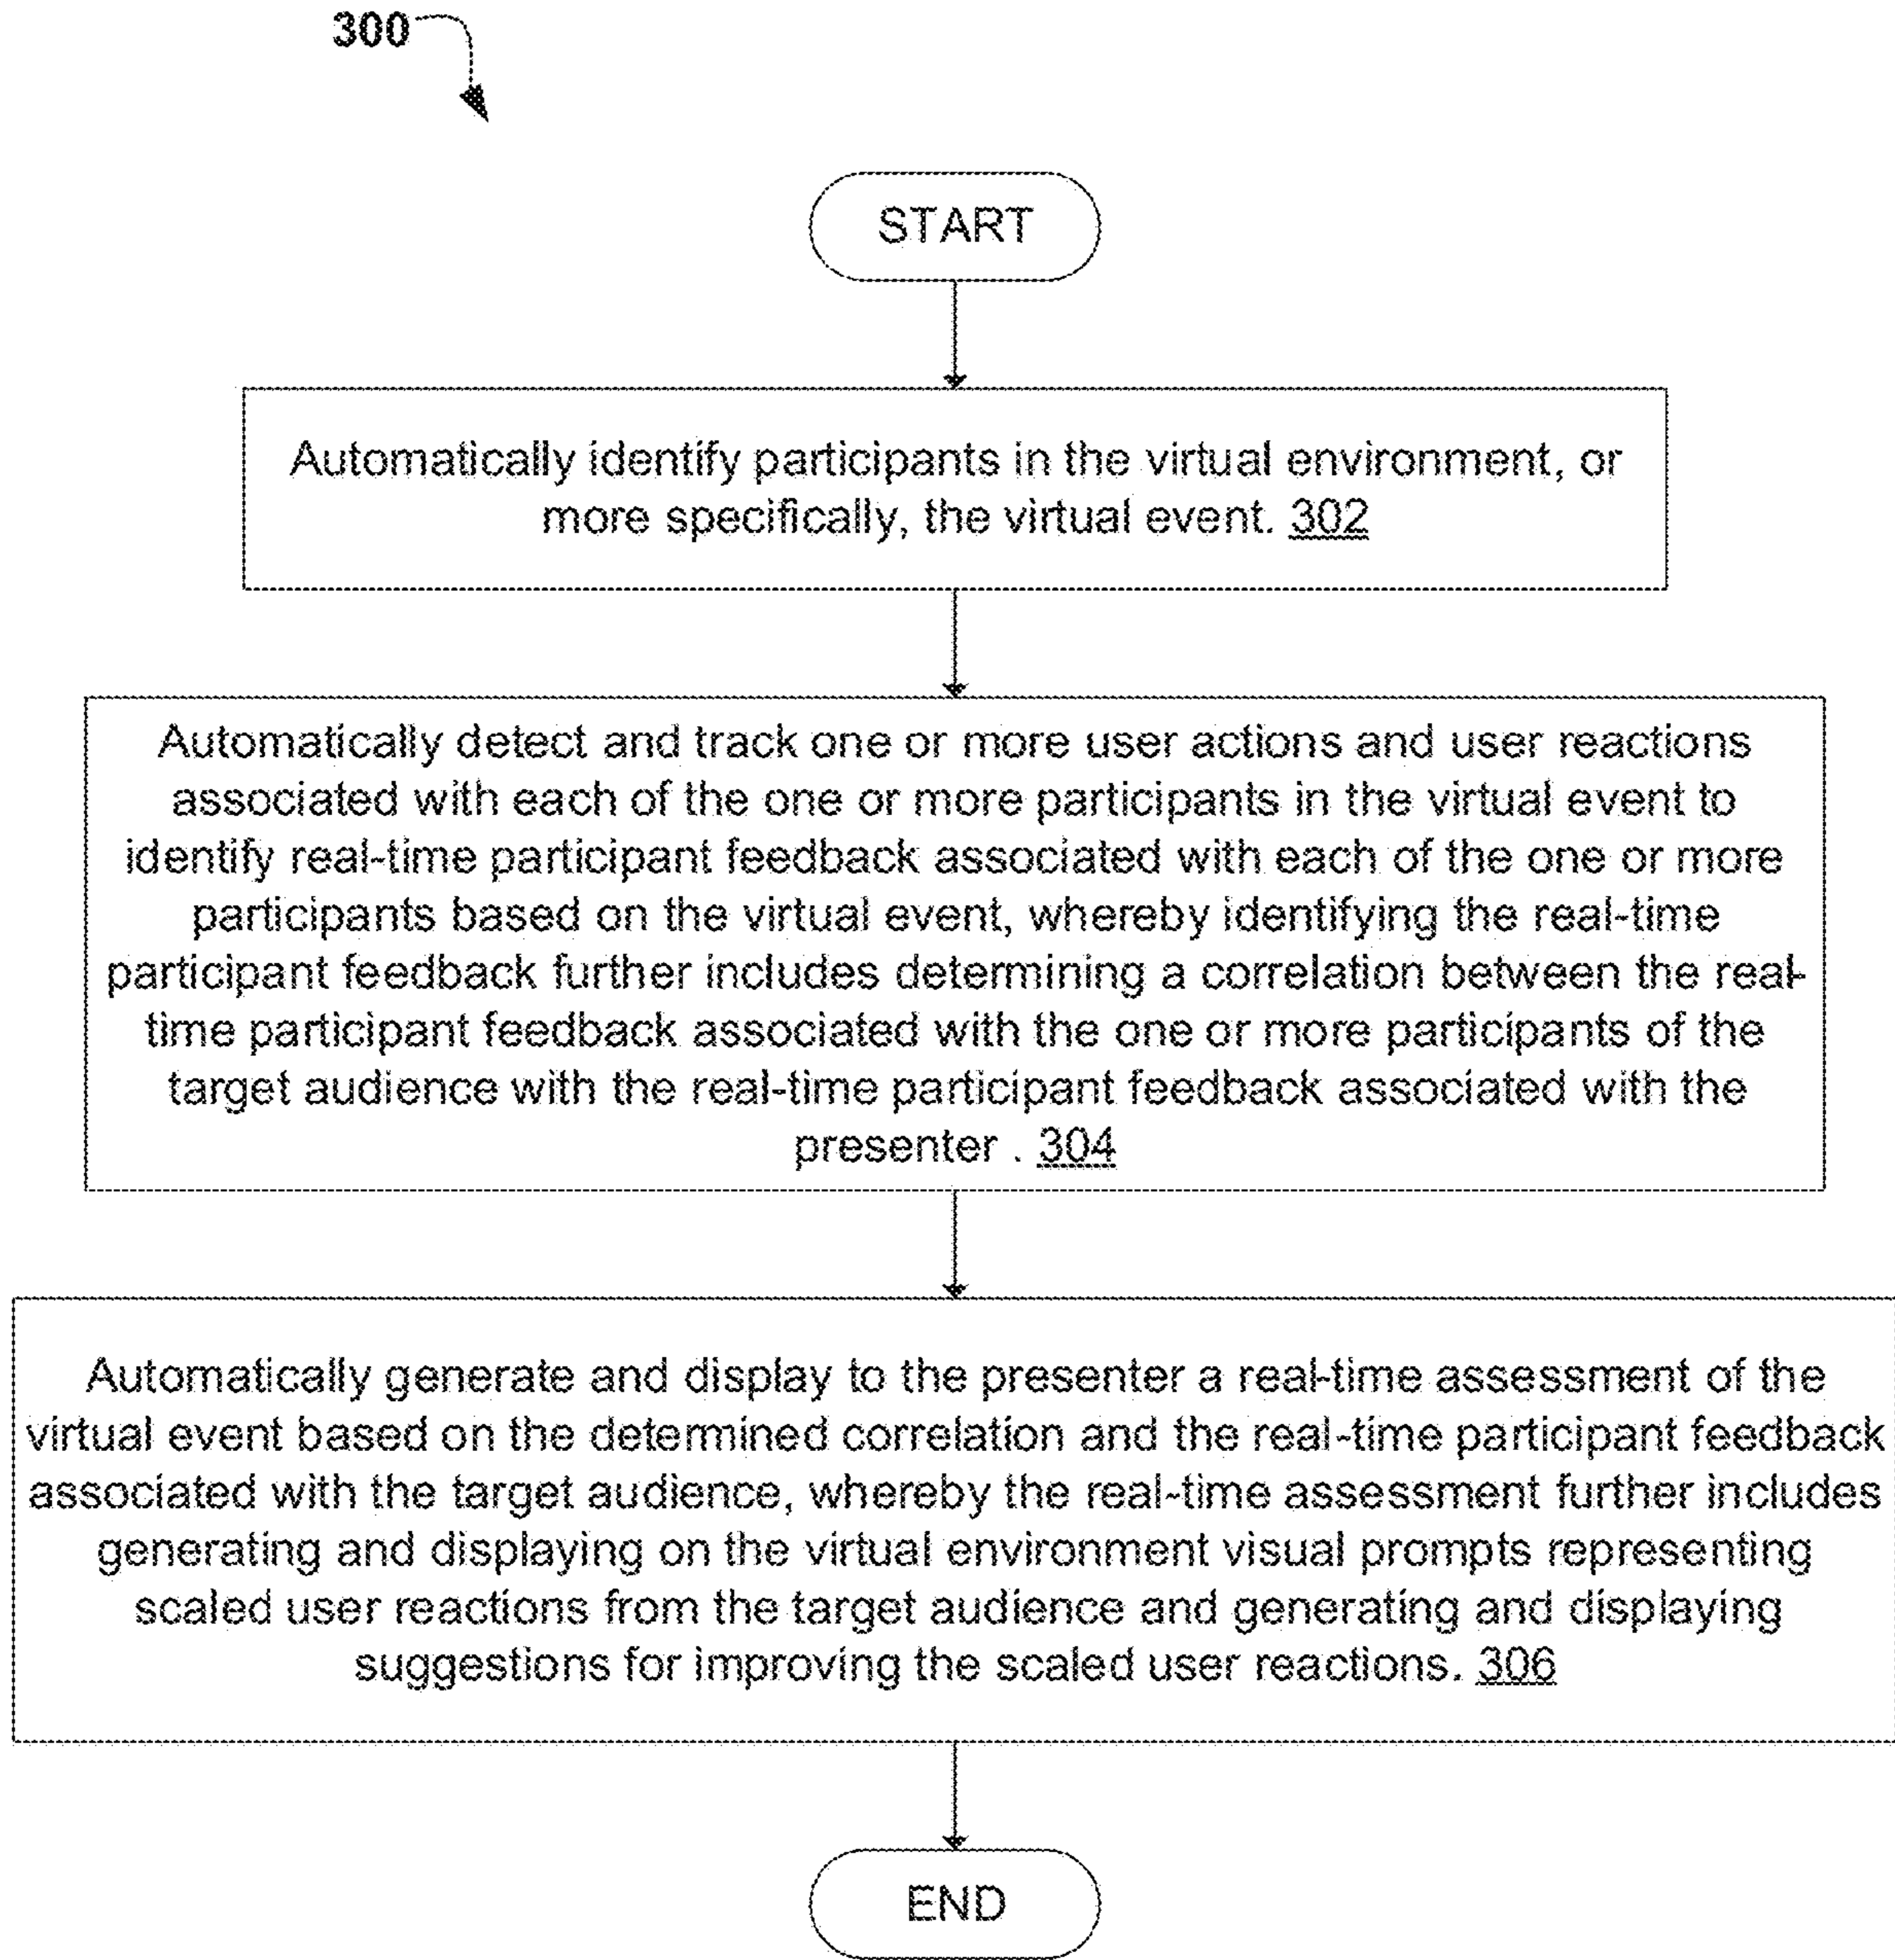 300
START
Automatically identify participants in the virtual environment, or
more specifically, the virtual event. 302
Automatically detect and track one or more user actions and user reactions
associated with each of the one or more participants in the virtual event to
identify real-time participant feedback associated with each of the one or more
participants based on the virtual event, whereby identifying the real-time
participant feedback further includes determining a correlation between the real-
time participant feedback associated with the one or more participants of the
target audience with the real-time participant feedback associated with the
presenter . 304
Automatically generate and display to the presenter a real-time assessment of the
virtual event based on the determined correlation and the real-time participant feedback
associated with the target audience, whereby the real-time assessment further includes
generating and displaying on the virtual environment visual prompts representing
scaled user reactions from the target audience and generating and displaying
suggestions for improving the scaled user reactions. 306
END